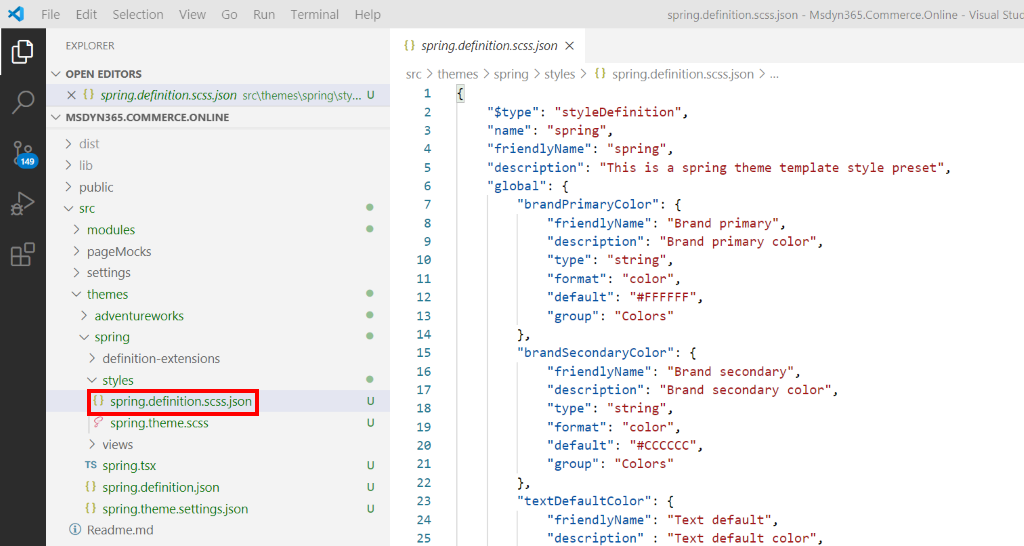 File Edit Selection View Go Run Terminal Help spring.definition.scss.json - Msdyn365.Commerce.Online - Visual Stuc
EXPLORER
OPEN EDITORS
spring.definition.scss.json src\themes\spring\sty... U
MSDYN365.COMMERCE.ONLINE
dist
lib
public
src
modules
pageMocks
settings
themes
adventureworks
spring
definition-extensions
styles
{} spring.definition.scss.json U
spring.theme.scss U
views
TS spring.tsx U
{} spring.definition.json U
{} spring.theme.settings.json U
Readme.md
149
{} spring.definition.scss.json ×
src > themes > spring > styles > {} spring.definition.scss.json > ...
1 {
2 "$type": "styleDefinition",
3 "name": "spring",
4 "friendlyName": "spring",
5 "description": "This is a spring theme template style preset",
6 "global": {
7 "brandPrimaryColor": {
8 "friendlyName": "Brand primary",
9 "description": "Brand primary color",
10 "type": "string",
11 "format": "color",
12 "default": "#FFFFFF",
13 "group": "Colors"
14 },
15 "brandSecondaryColor": {
16 "friendlyName": "Brand secondary",
17 "description": "Brand secondary color",
18 "type": "string",
19 "format": "color",
20 "default": "#CCCCCC",
21 "group": "Colors"
22 },
23 "textDefaultColor": {
24 "friendlyName": "Text default",
25 "description" : "Text default color",